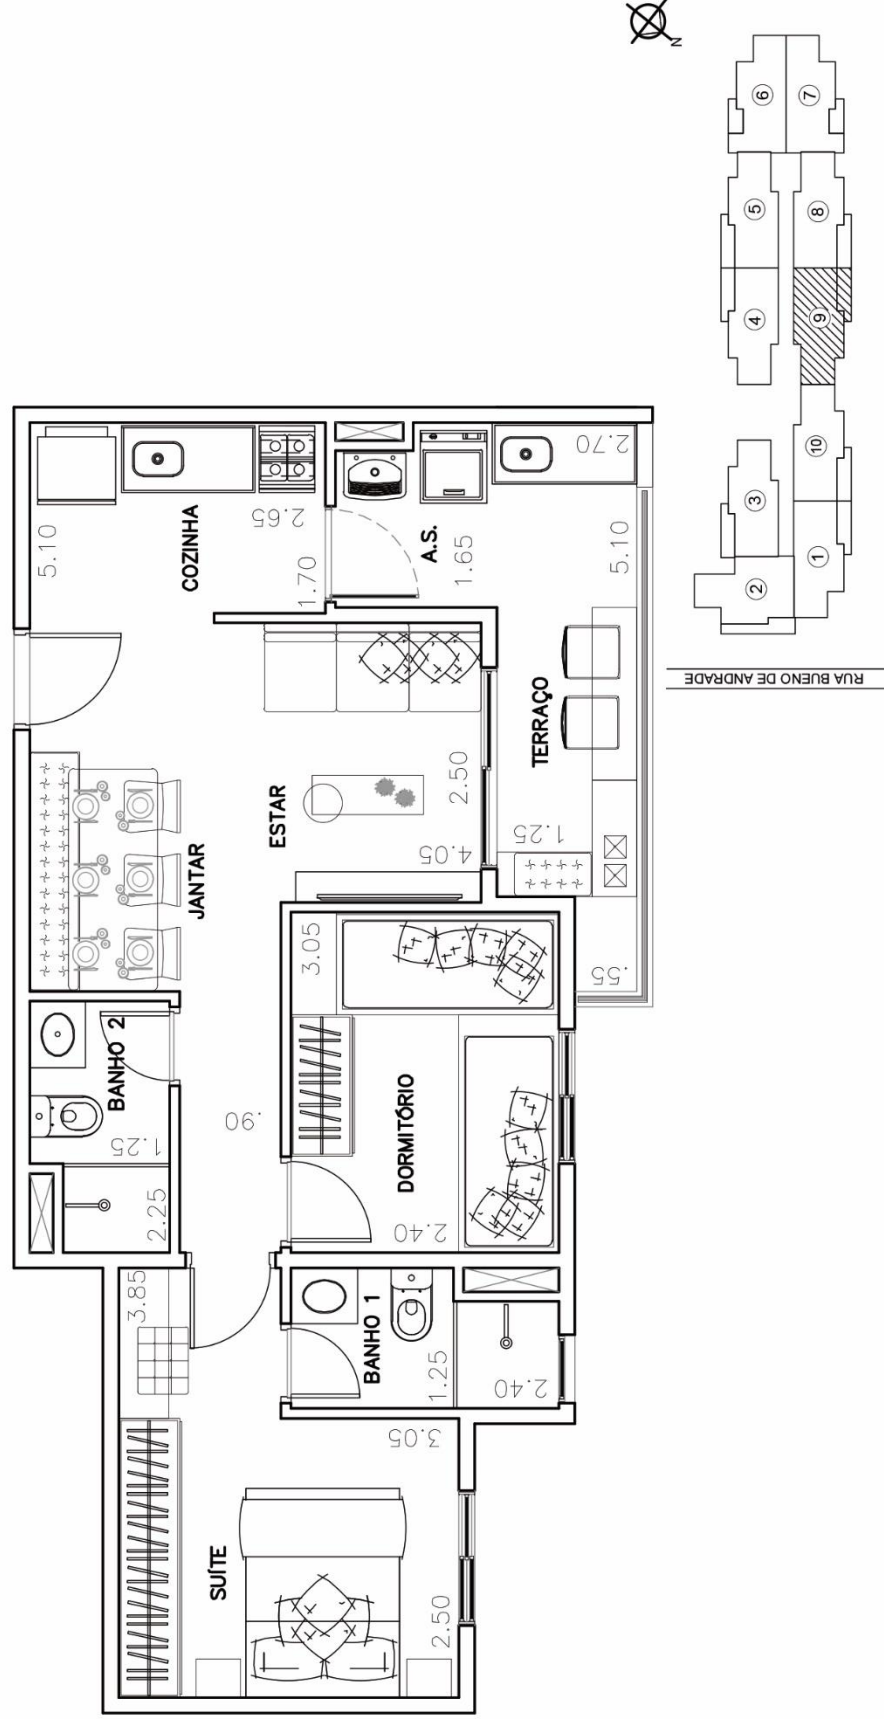 N
6
7
5
8
4
9
3
10
2
1
RUA BUENO DE ANDRADE
5.10
COZINHA
2.65
1.70
A.S.
1.65
2.70
5.10
TERRAÇO
1.25
.55
ESTAR
2.50
4.05
JANTAR
BANHO 2
1.25
2.25
.90
3.05
DORMITÓRIO
2.40
3.85
BANHO 1
1.25
2.40
3.05
SUÍTE
2.50